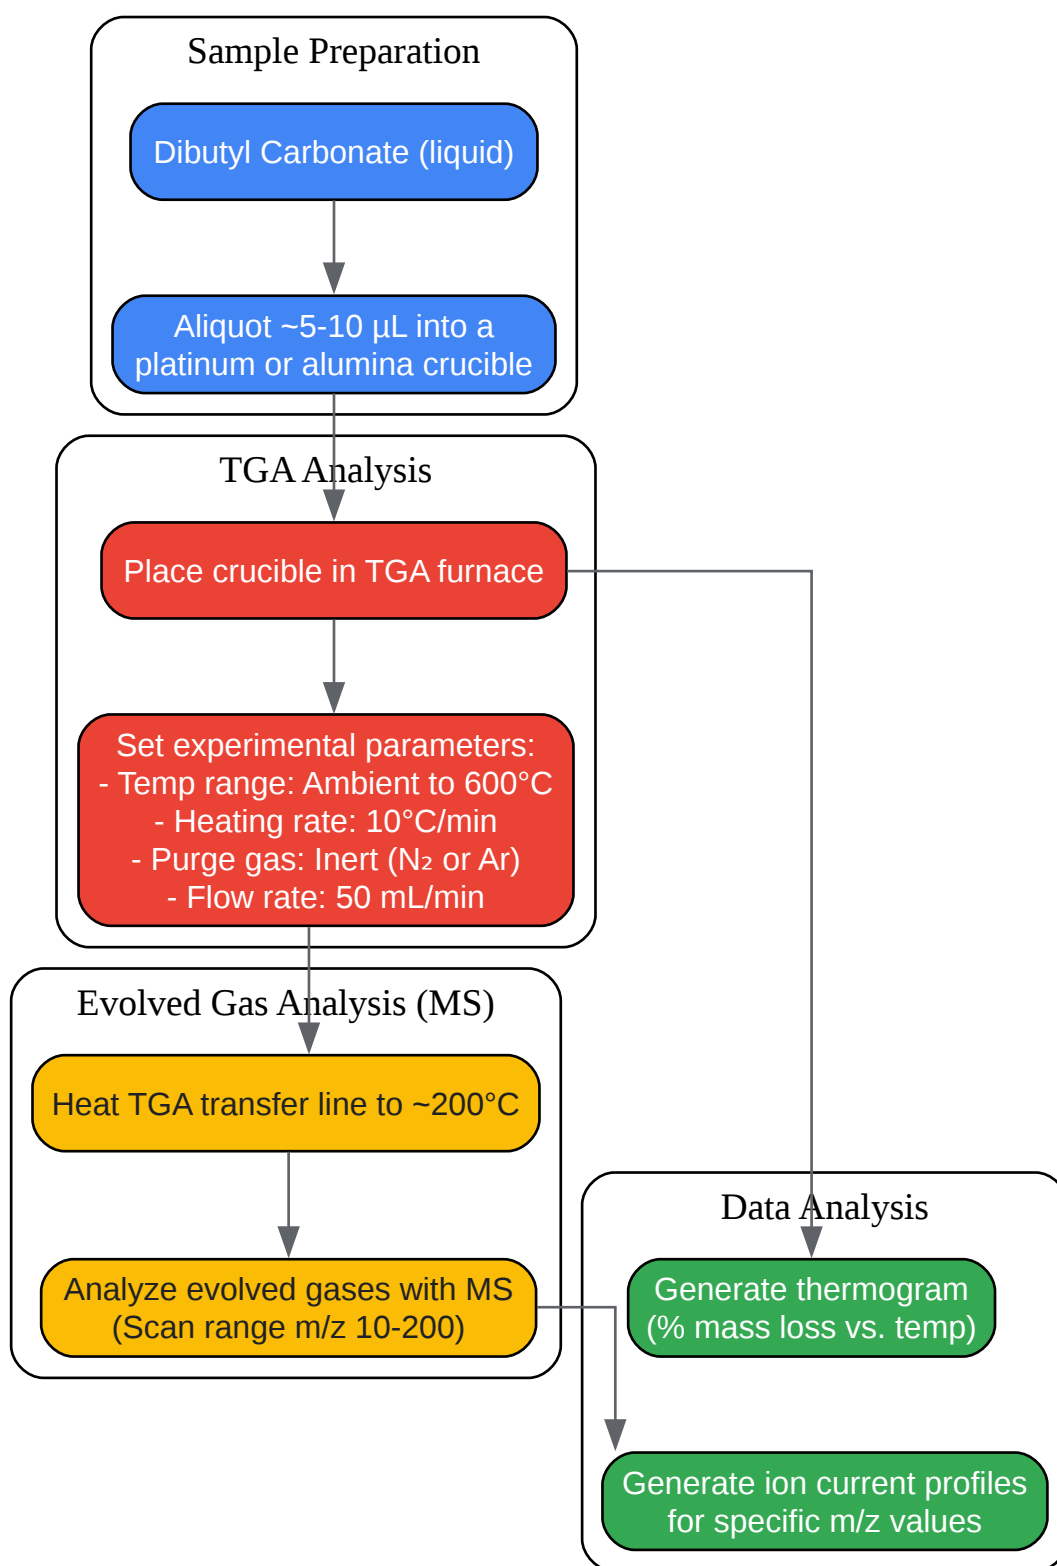 Sample Preparation
Dibutyl Carbonate (liquid)
Aliquot ~5-10 µL into a
platinum or alumina crucible
TGA Analysis
Place crucible in TGA furnace
Set experimental parameters:
- Temp range: Ambient to 600°C
- Heating rate: 10°C/min
- Purge gas: Inert (N₂ or Ar)
- Flow rate: 50 mL/min
Evolved Gas Analysis (MS)
Heat TGA transfer line to ~200°C
Analyze evolved gases with MS
(Scan range m/z 10-200)
Data Analysis
Generate thermogram
(% mass loss vs. temp)
Generate ion current profiles
for specific m/z values